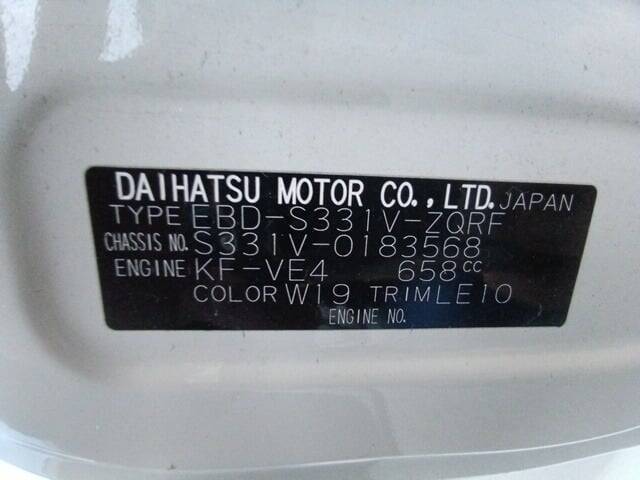 DAIHATSU MOTOR CO., LTD. JAPAN
TYPE EBD-S331V-ZQRF
CHASSIS NO. S331V-0183568
ENGINE KF-VE4 658cc
COLOR W19 TRIM LE10
ENGINE NO.